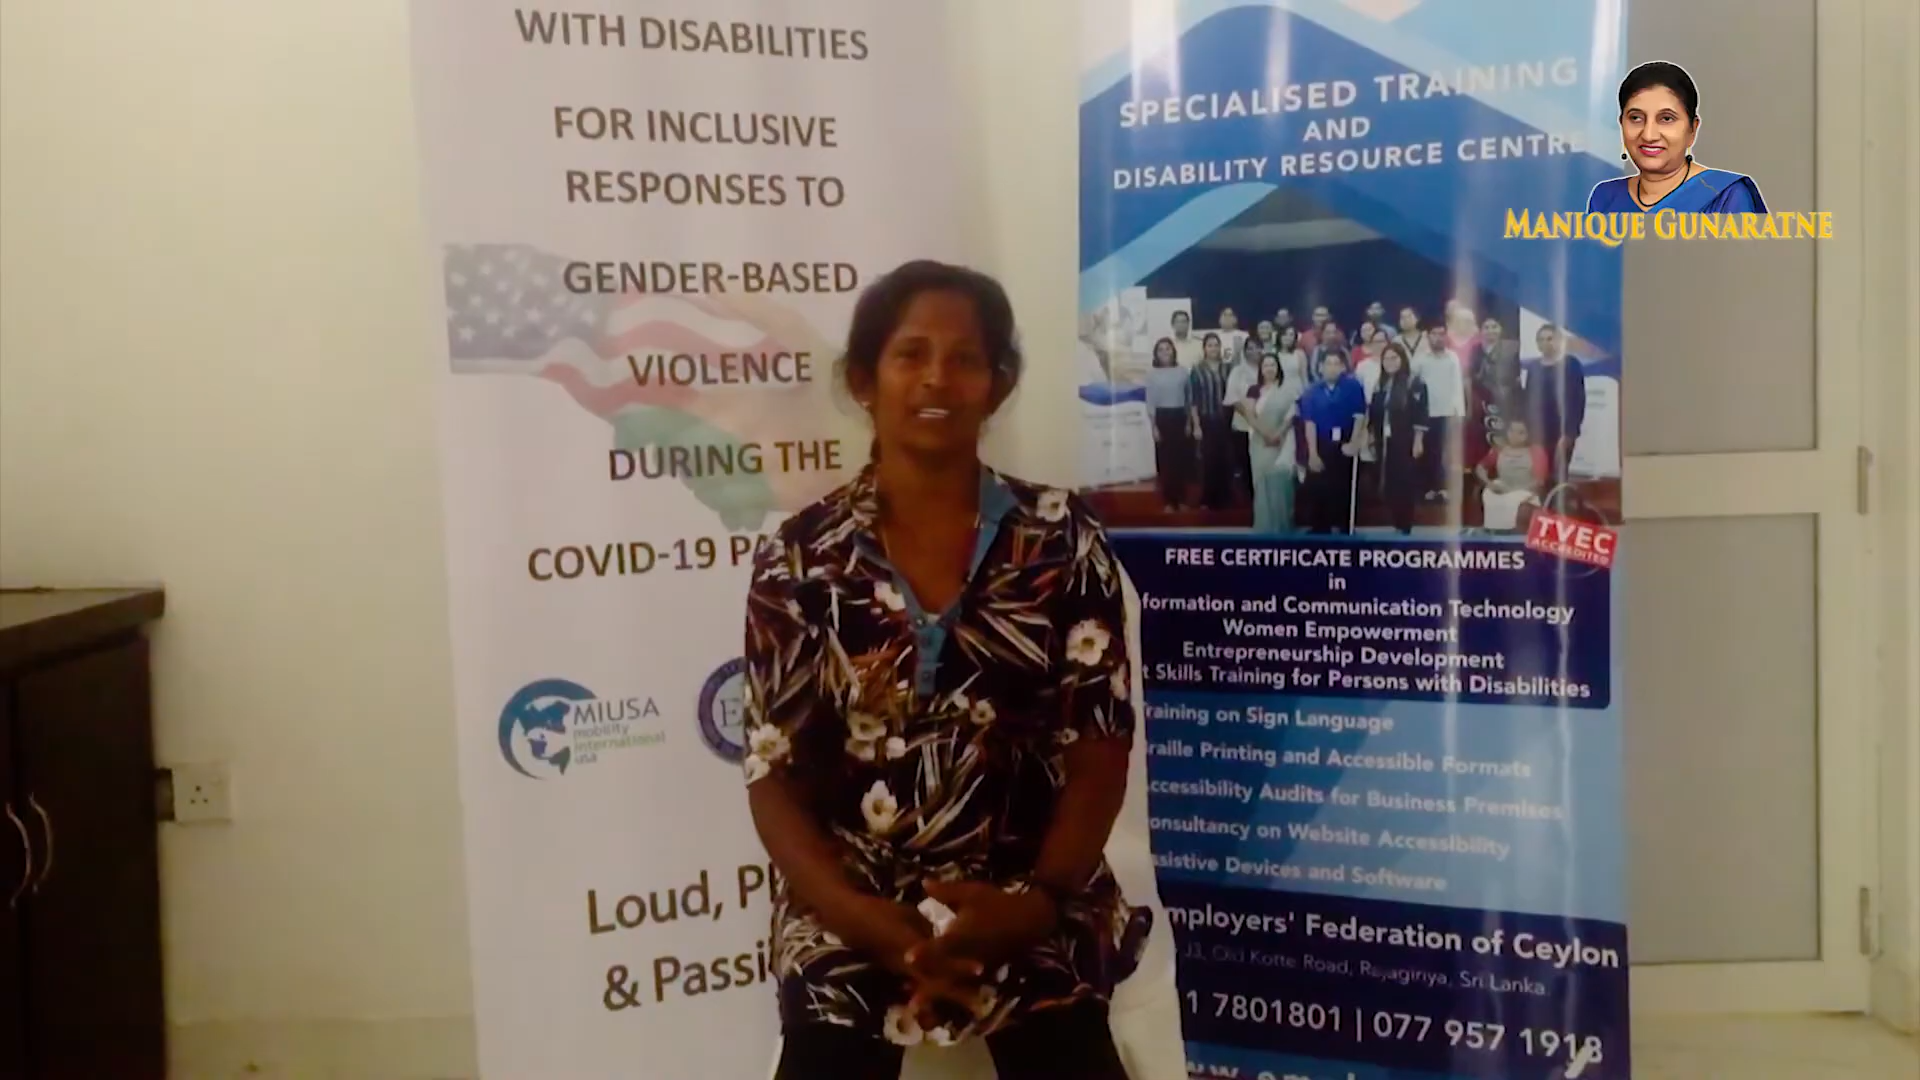 WITH DISABILITIES
FOR INCLUSIVE
RESPONSES TO
GENDER-BASED
VIOLENCE
DURING THE
COVID-19
MIUSA
mobility
international
usa
Loud,
&
SPECIALISED TRAINING
AND
DISABILITY RESOURCE CENTRE
MANIQUE GUNARATNE
TVEC
ACCREDITED
FREE CERTIFICATE PROGRAMMES
in
formation and Communication Technology
Women Empowerment
Entrepreneurship Development
t Skills Training for Persons with Disabilities
raining on Sign Language
raille Printing and Accessible Formats
ccessibility Audits for Business Premises
onsultancy on Website Accessibility
ssistive Devices and Software
mployers' Federation of Ceylon
J3, Old Kotte Road, Rajagiriya, Sri Lanka.
1 7801801 | 077 957 1918